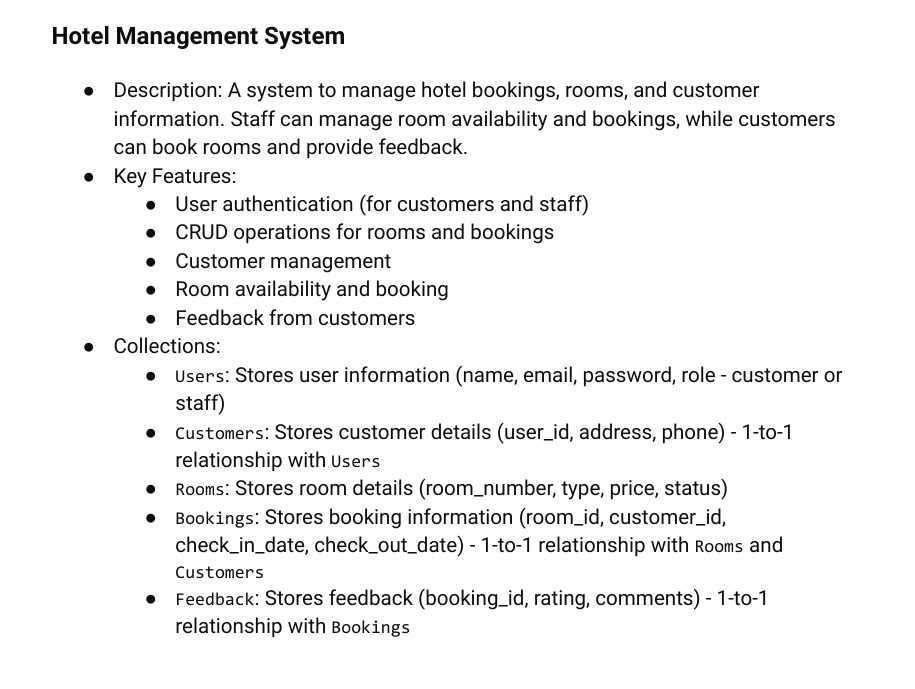 Hotel Management System
● Description: A system to manage hotel bookings, rooms, and customer
information. Staff can manage room availability and bookings, while customers
can book rooms and provide feedback.
● Key Features:
● User authentication (for customers and staff)
● CRUD operations for rooms and bookings
● Customer management
● Room availability and booking
● Feedback from customers
● Collections:
● Users: Stores user information (name, email, password, role - customer or
staff)
● Customers: Stores customer details (user_id, address, phone) - 1-to-1
relationship with Users
● Rooms: Stores room details (room_number, type, price, status)
● Bookings: Stores booking information (room_id, customer_id,
check_in_date, check_out_date) - 1-to-1 relationship with Rooms and
Customers
● Feedback: Stores feedback (booking_id, rating, comments) - 1-to-1
relationship with Bookings